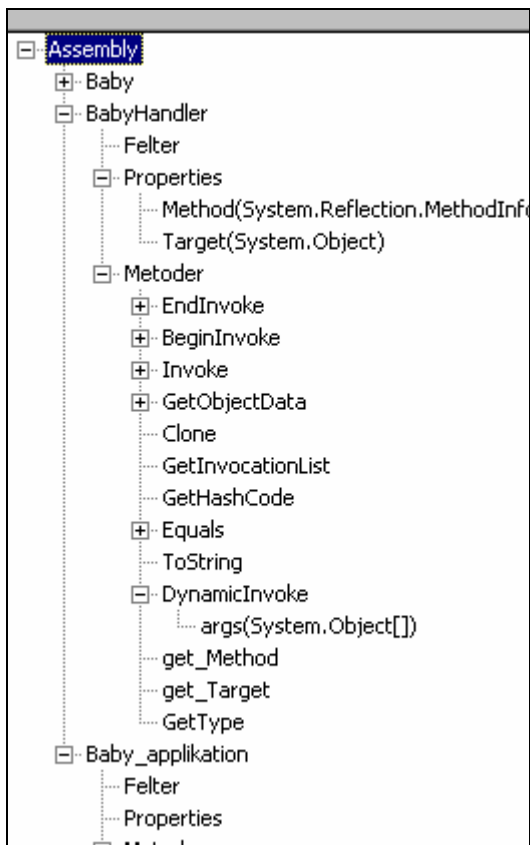 Assembly
Baby
BabyHandler
Felter
Properties
Method(System.Reflection.MethodInfo
Target(System.Object)
Metoder
EndInvoke
BeginInvoke
Invoke
GetObjectData
Clone
GetInvocationList
GetHashCode
Equals
ToString
DynamicInvoke
args(System.Object[])
get_Method
get_Target
GetType
Baby_applikation
Felter
Properties